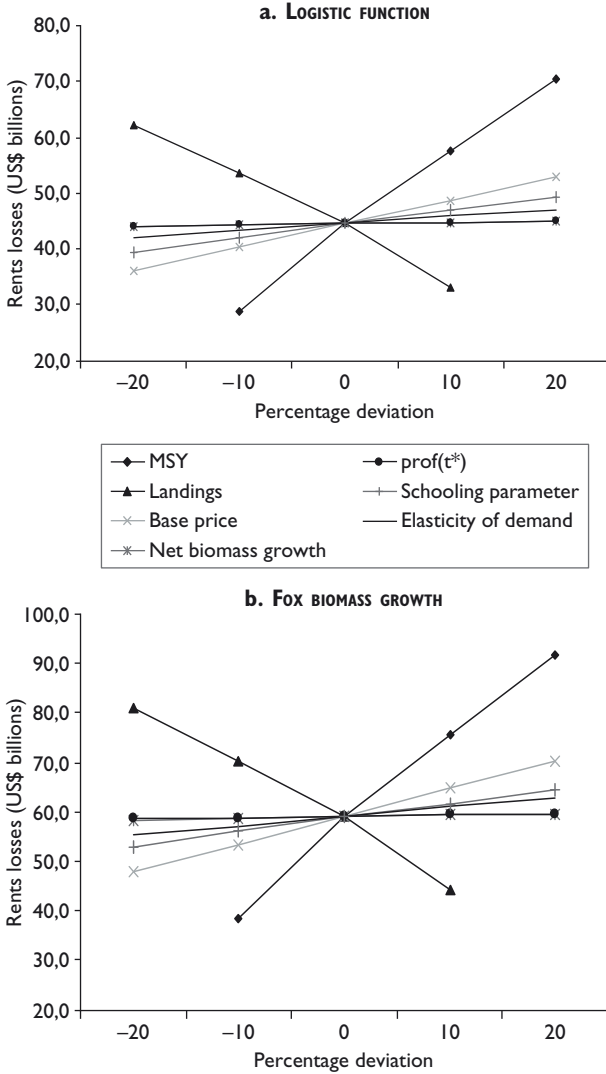 a. LOGISTIC FUNCTION
80,0
70,0
60,0
50,0
40,0
30,0
20,0
Rents losses (US$ billions)
–20 –10 0 10 20
Percentage deviation
MSY prof(t*)
Landings Schooling parameter
Base price Elasticity of demand
Net biomass growth
b. FOX BIOMASS GROWTH
100,0
90,0
80,0
70,0
60,0
50,0
40,0
30,0
20,0
Rents losses (US$ billions)
–20 –10 0 10 20
Percentage deviation